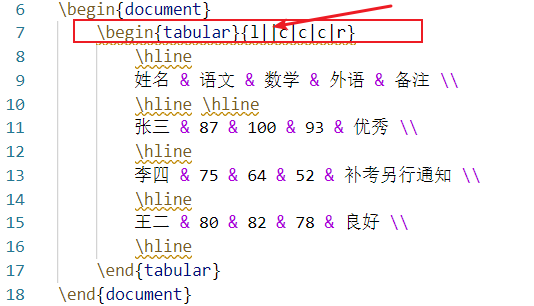 6 \begin{document}
7 \begin{tabular}{l||c|c|c|r}
8 \hline
9 姓名 & 语文 & 数学 & 外语 & 备注 \\
10 \hline \hline
11 张三 & 87 & 100 & 93 & 优秀 \\
12 \hline
13 李四 & 75 & 64 & 52 & 补考另行通知 \\
14 \hline
15 王二 & 80 & 82 & 78 & 良好 \\
16 \hline
17 \end{tabular}
18 \end{document}